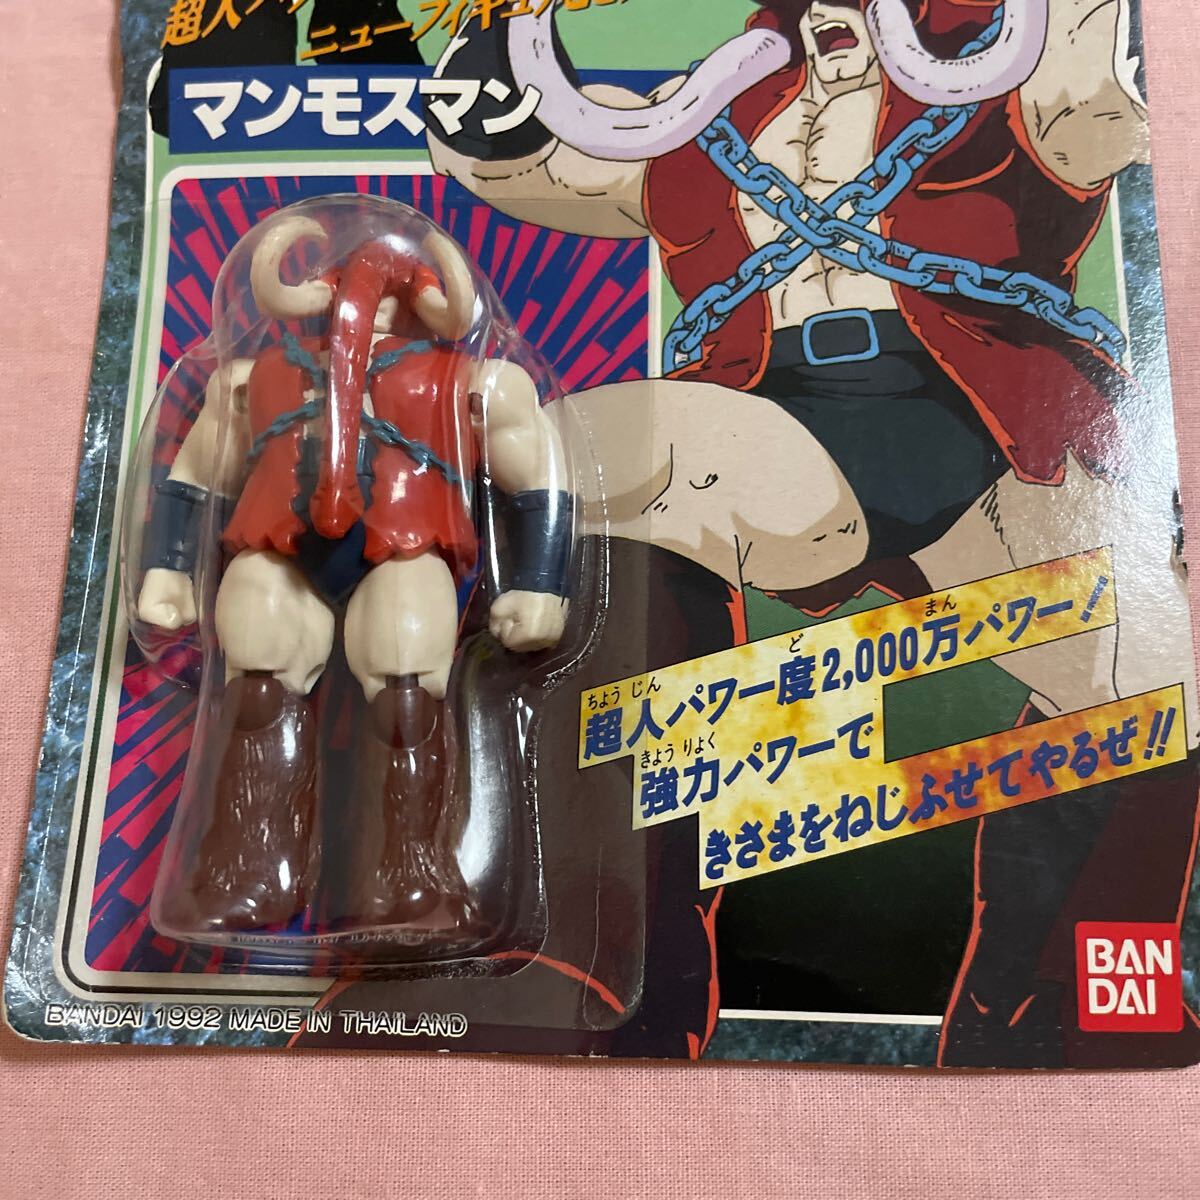 超人
ニューフィギュア
マンモスマン
ちょう じん ど まん
超人パワー度2,000万パワー!
きょう りょく
強力パワーで
きさまをねじふせてやるぜ!!
BAN
DAI
BANDAI 1992 MADE IN THAILAND